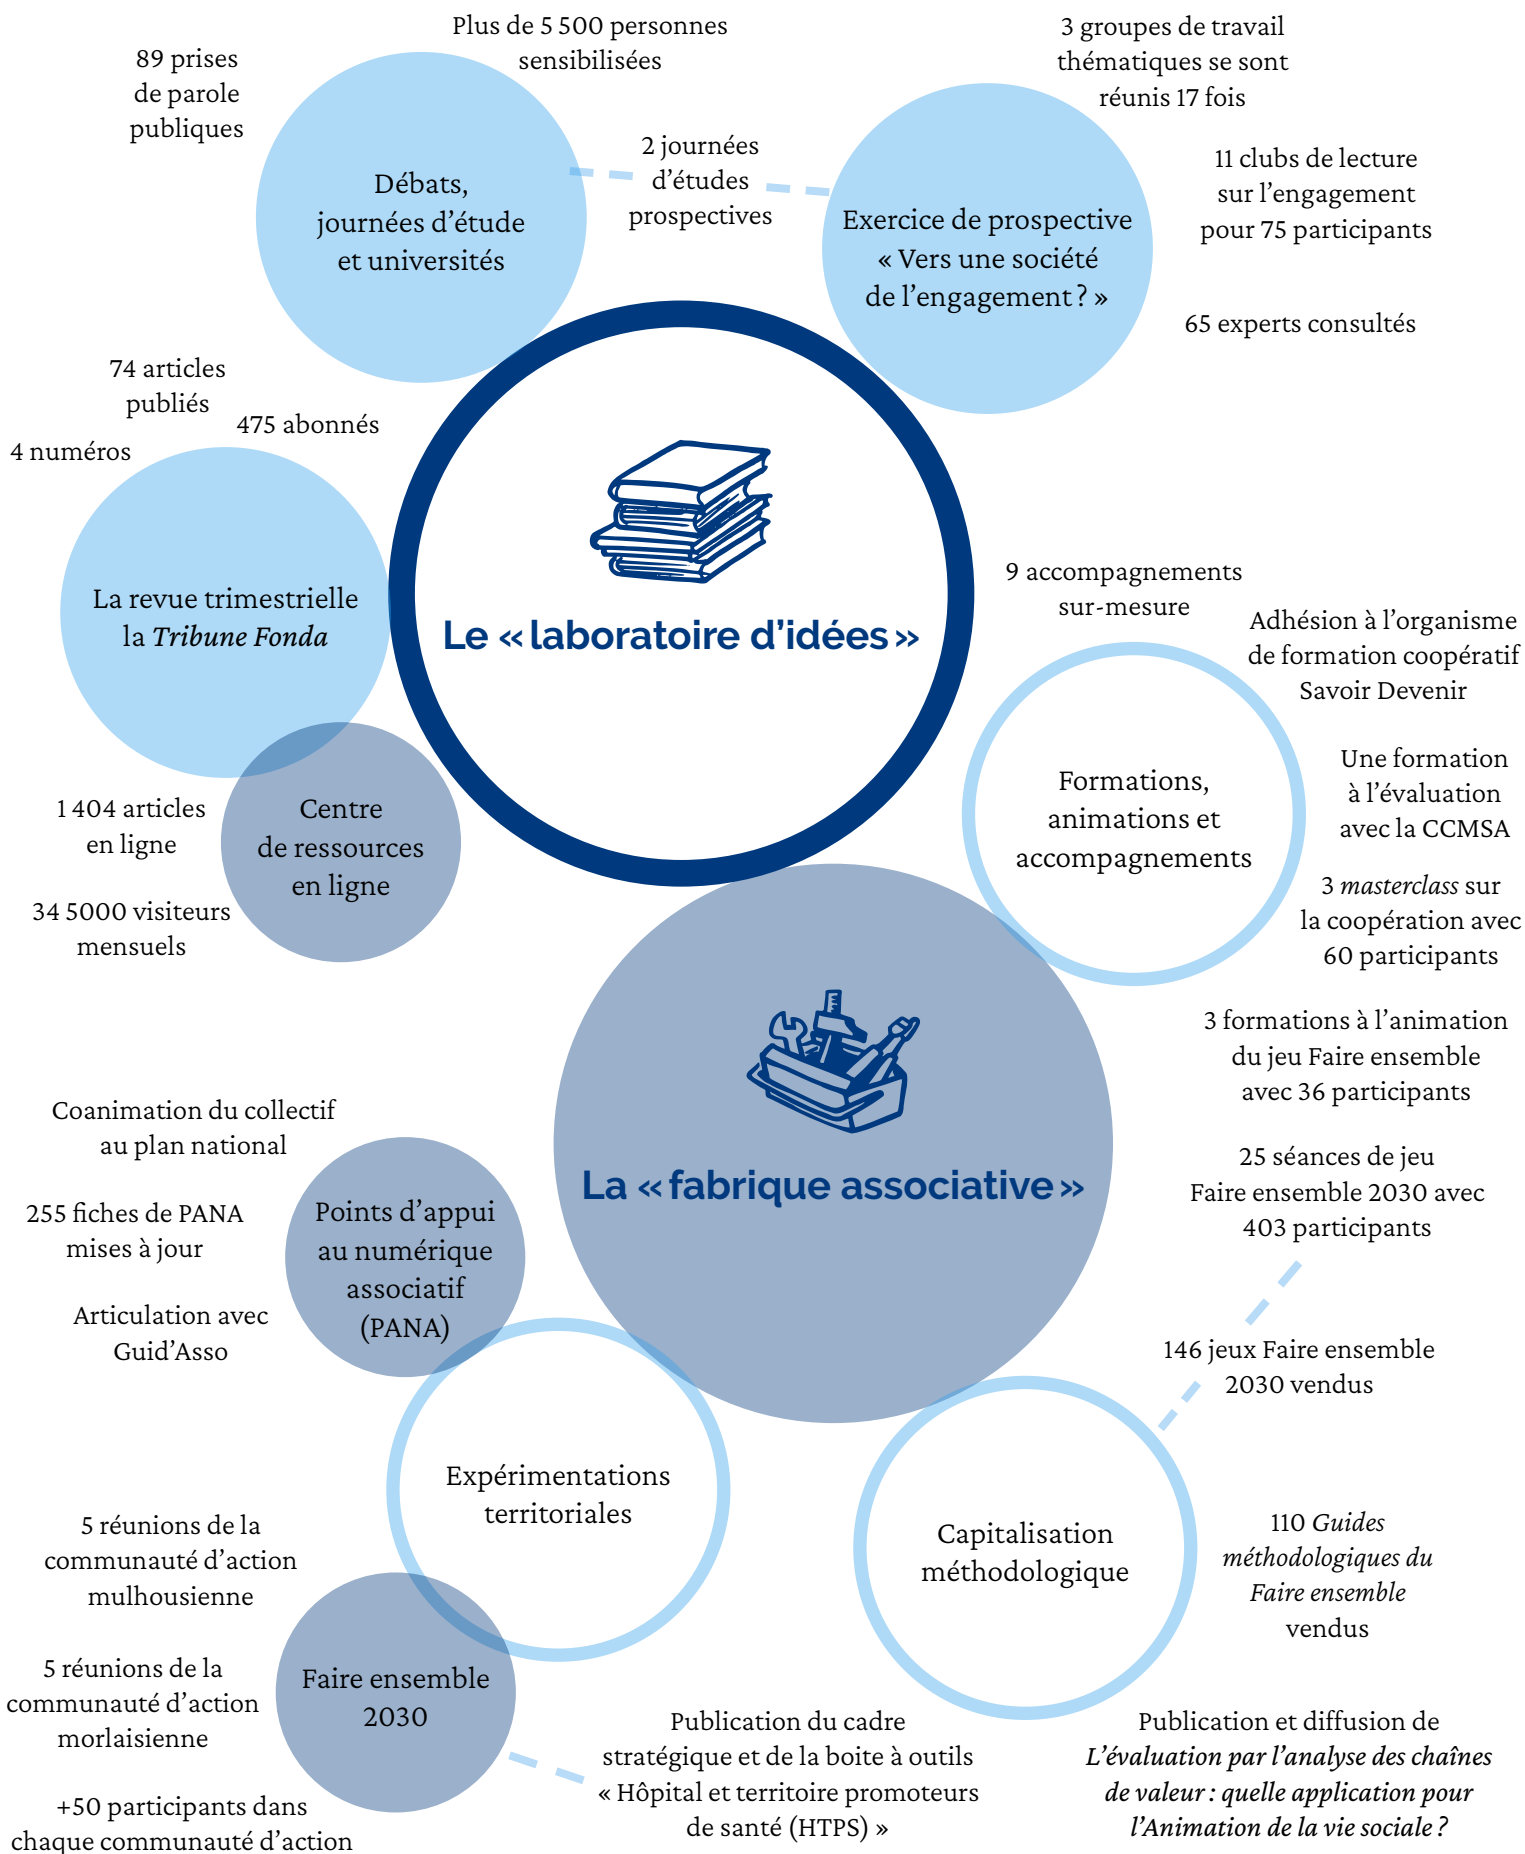 Plus de 5 500 personnes
sensibilisées
89 prises
de parole
publiques
Débats,
journées d’étude
et universités
2 journées
d’études
prospectives
3 groupes de travail
thématiques se sont
réunis 17 fois
11 clubs de lecture
sur l’engagement
pour 75 participants
Exercice de prospective
« Vers une société
de l’engagement ? »
65 experts consultés
74 articles
publiés
475 abonnés
4 numéros
La revue trimestrielle
la Tribune Fonda
Le « laboratoire d’idées »
1 404 articles
en ligne
Centre
de ressources
en ligne
34 5000 visiteurs
mensuels
9 accompagnements
sur-mesure
Adhésion à l’organisme
de formation coopératif
Savoir Devenir
Formations,
animations et
accompagnements
Une formation
à l’évaluation
avec la CCMSA
3 masterclass sur
la coopération avec
60 participants
3 formations à l’animation
du jeu Faire ensemble
avec 36 participants
La « fabrique associative »
25 séances de jeu
Faire ensemble 2030 avec
403 participants
146 jeux Faire ensemble
2030 vendus
Coanimation du collectif
au plan national
255 fiches de PANA
mises à jour
Articulation avec
Guid’Asso
Points d’appui
au numérique
associatif
(PANA)
Expérimentations
territoriales
Capitalisation
méthodologique
110 Guides
méthodologiques du
Faire ensemble
vendus
5 réunions de la
communauté d’action
mulhousienne
5 réunions de la
communauté d’action
morlaisienne
+50 participants dans
chaque communauté d’action
Faire ensemble
2030
Publication du cadre
stratégique et de la boite à outils
« Hôpital et territoire promoteurs
de santé (HTPS) »
Publication et diffusion de
L’évaluation par l’analyse des chaînes
de valeur : quelle application pour
l’Animation de la vie sociale ?